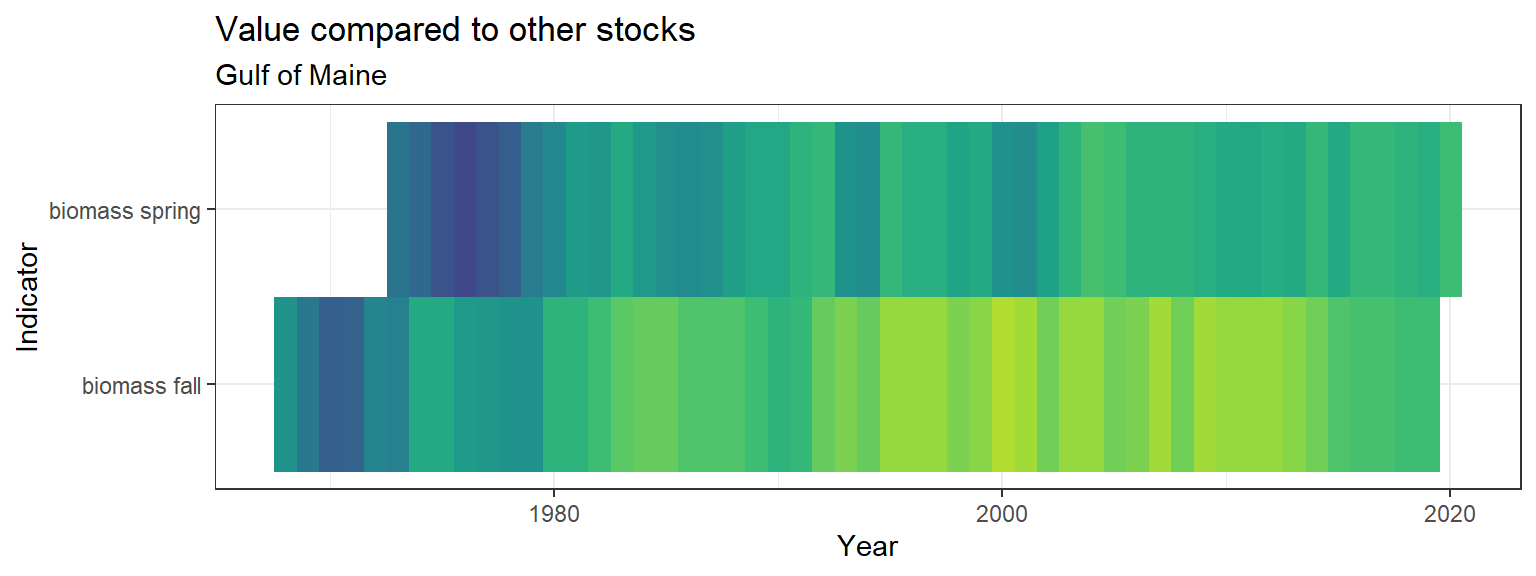 Value compared to other stocks
Gulf of Maine
Indicator
biomass spring
biomass fall
1980 2000 2020
Year